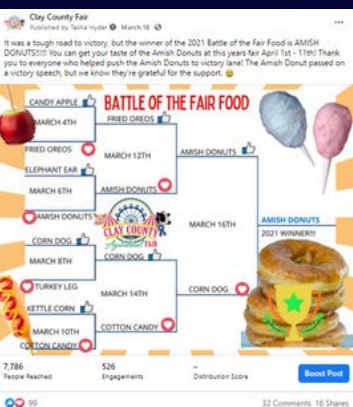 Clay County Fair
Published by Tasha Hyder · March 18 ·
It was a tough road to victory, but the winner of the 2021 Battle of the Fair Food is AMISH
DONUTS!!!!! You can get your taste of the Amish Donuts at this years fair April 1st - 11th! Thank
you to everyone who helped push the Amish Donuts to victory lane! The Amish Donut passed on
a victory speech, but we know they're grateful for the support. 😄
BATTLE OF THE FAIR FOOD
CANDY APPLE
MARCH 4TH
FRIED OREOS
FRIED OREOS
MARCH 12TH
ELEPHANT EAR
MARCH 6TH
AMISH DONUTS
AMISH DONUTS
AMISH DONUTS
CLAY COUNTY
Agricultural FAIR
MARCH 16TH
AMISH DONUTS
2021 WINNER!!!
CORN DOG
MARCH 8TH
TURKEY LEG
CORN DOG
MARCH 14TH
KETTLE CORN
MARCH 10TH
COTTON CANDY
COTTON CANDY
CORN DOG
7,786
People Reached
526
Engagements
–
Distribution Score
Boost Post
99
32 Comments 16 Shares